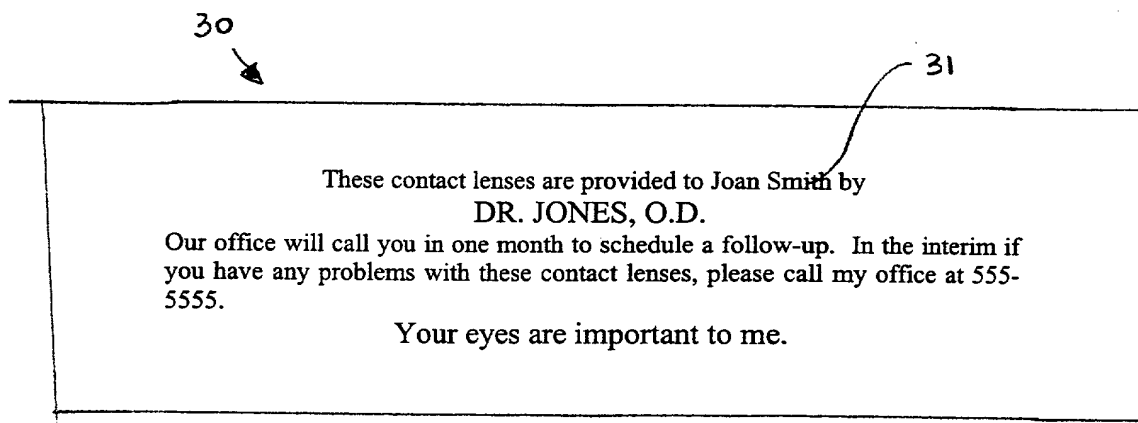 30
31
These contact lenses are provided to Joan Smith by
DR. JONES, O.D.
Our office will call you in one month to schedule a follow-up. In the interim if
you have any problems with these contact lenses, please call my office at 555-
5555.
Your eyes are important to me.